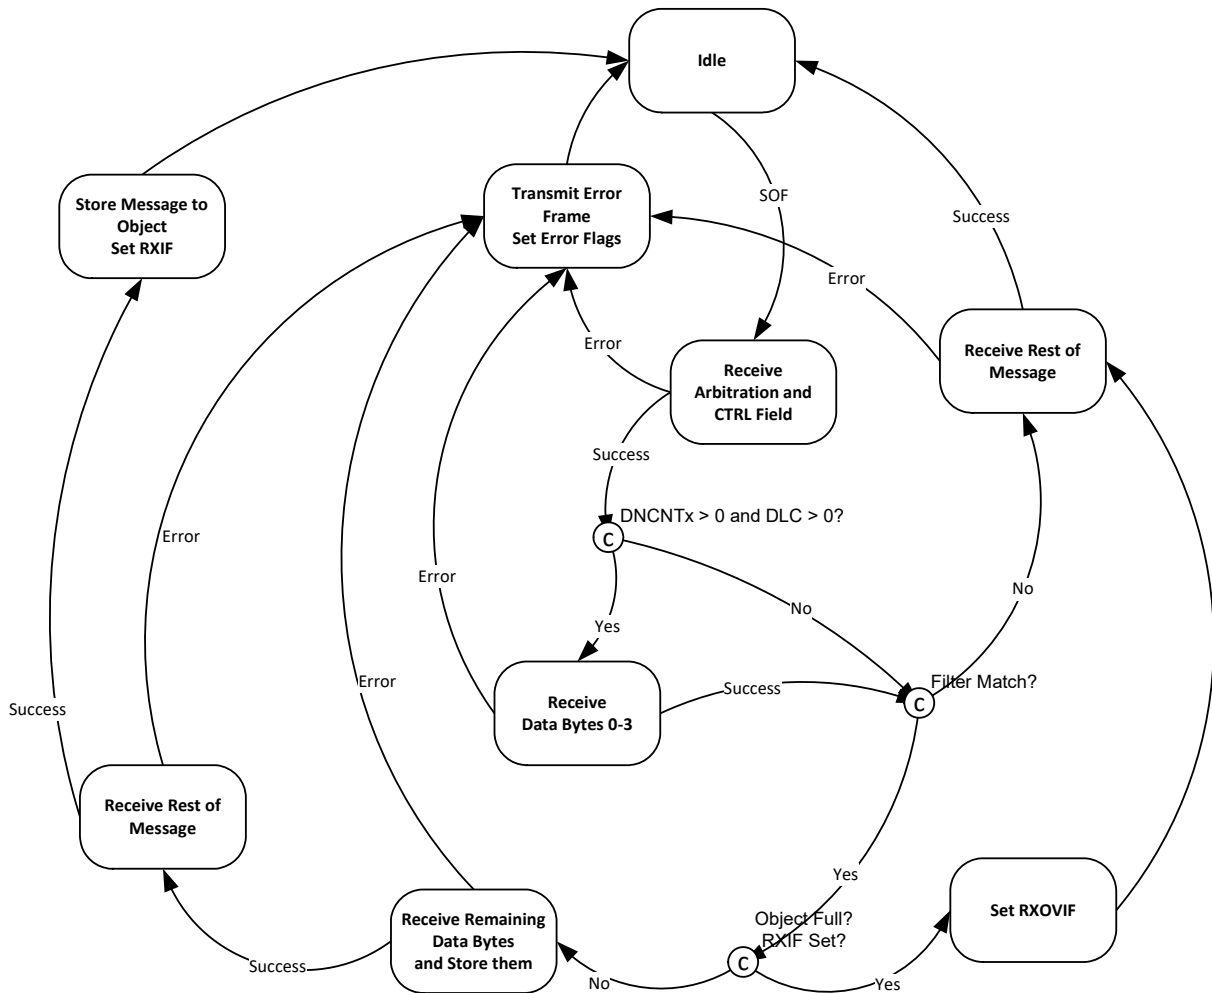 Idle
Transmit Error
Frame
Set Error Flags
Store Message to
Object
Set RXIF
SOF
Success
Error
Receive Rest of
Message
Error
Receive
Arbitration and
CTRL Field
Success
DNCNTx > 0 and DLC > 0?
C
Error
Error
No
No
Yes
Filter Match?
C
Success
Error
Receive
Data Bytes 0-3
Success
Receive Rest of
Message
Yes
Set RXOVIF
Object Full?
RXIF Set?
C
Receive Remaining
Data Bytes
and Store them
Success
No
Yes